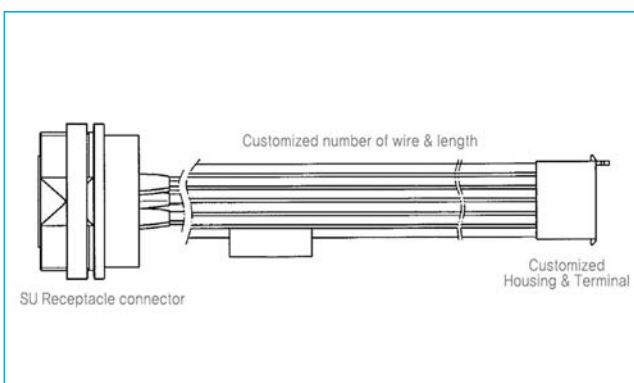 Customized number of wire & length
SU Receptacle connector
Customized
Housing & Terminal